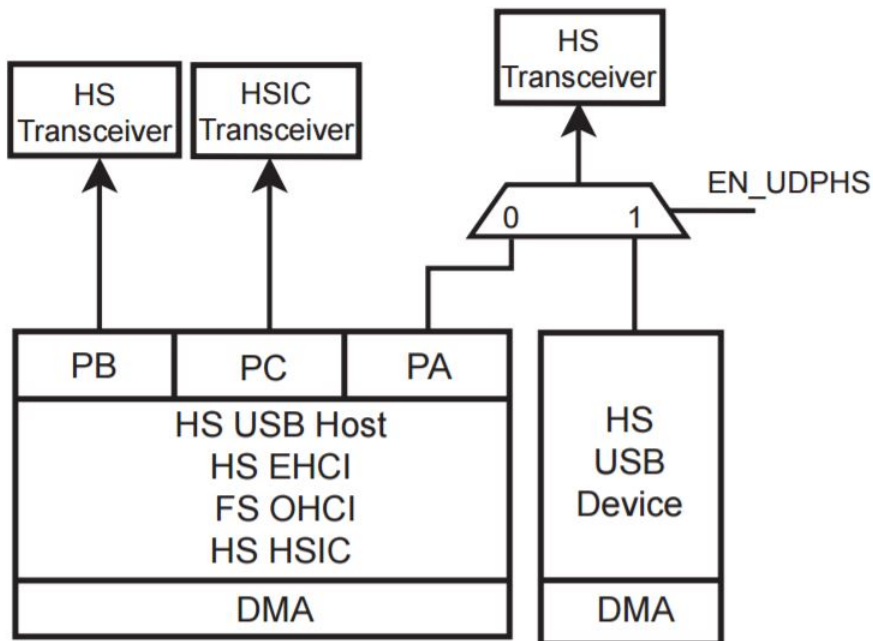 HS
Transceiver
HSIC
Transceiver
HS
Transceiver
EN_UDPHS
0
1
PB
PC
PA
HS USB Host
HS EHCI
FS OHCI
HS HSIC
DMA
HS
USB
Device
DMA